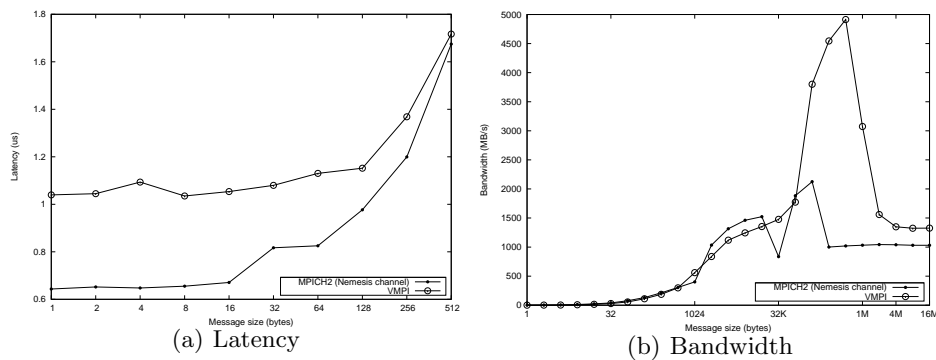 1.8
1.6
1.4
1.2
1
0.8
0.6
Latency (us)
MPICH2 (Nemesis channel)
VMPI
1 2 4 8 16 32 64 128 256 512
Message size (bytes)
(a) Latency
5000
4500
4000
3500
3000
2500
2000
1500
1000
500
0
Bandwidth (MB/s)
MPICH2 (Nemesis channel)
VMPI
1 32 1024 32K 1M 4M 16M
Message size (bytes)
(b) Bandwidth